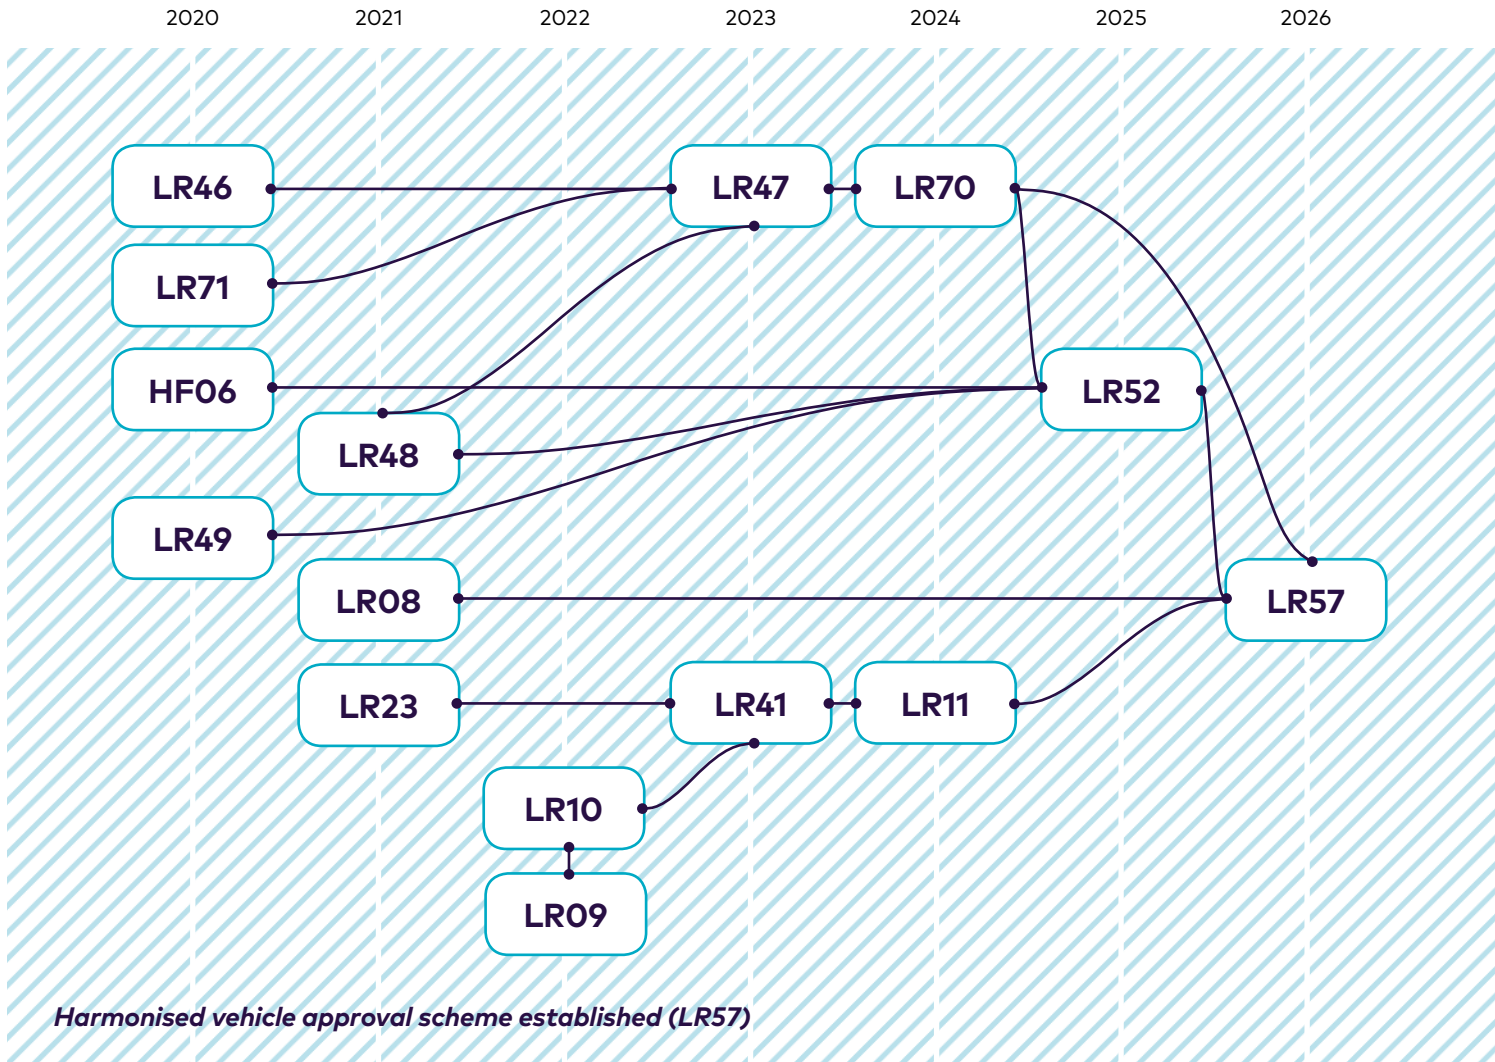 2020 2021 2022 2023 2024 2025 2026
LR46 LR47 LR70
LR71
HF06 LR52
LR48
LR49
LR08 LR57
LR23 LR41 LR11
LR10
LR09
Harmonised vehicle approval scheme established (LR57)